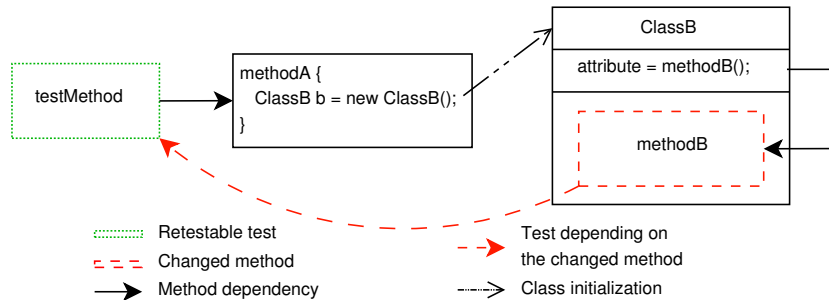 testMethod
methodA {
ClassB b = new ClassB();
}
ClassB
attribute = methodB();
methodB
Retestable test
Changed method
Method dependency
Test depending on
the changed method
Class initialization